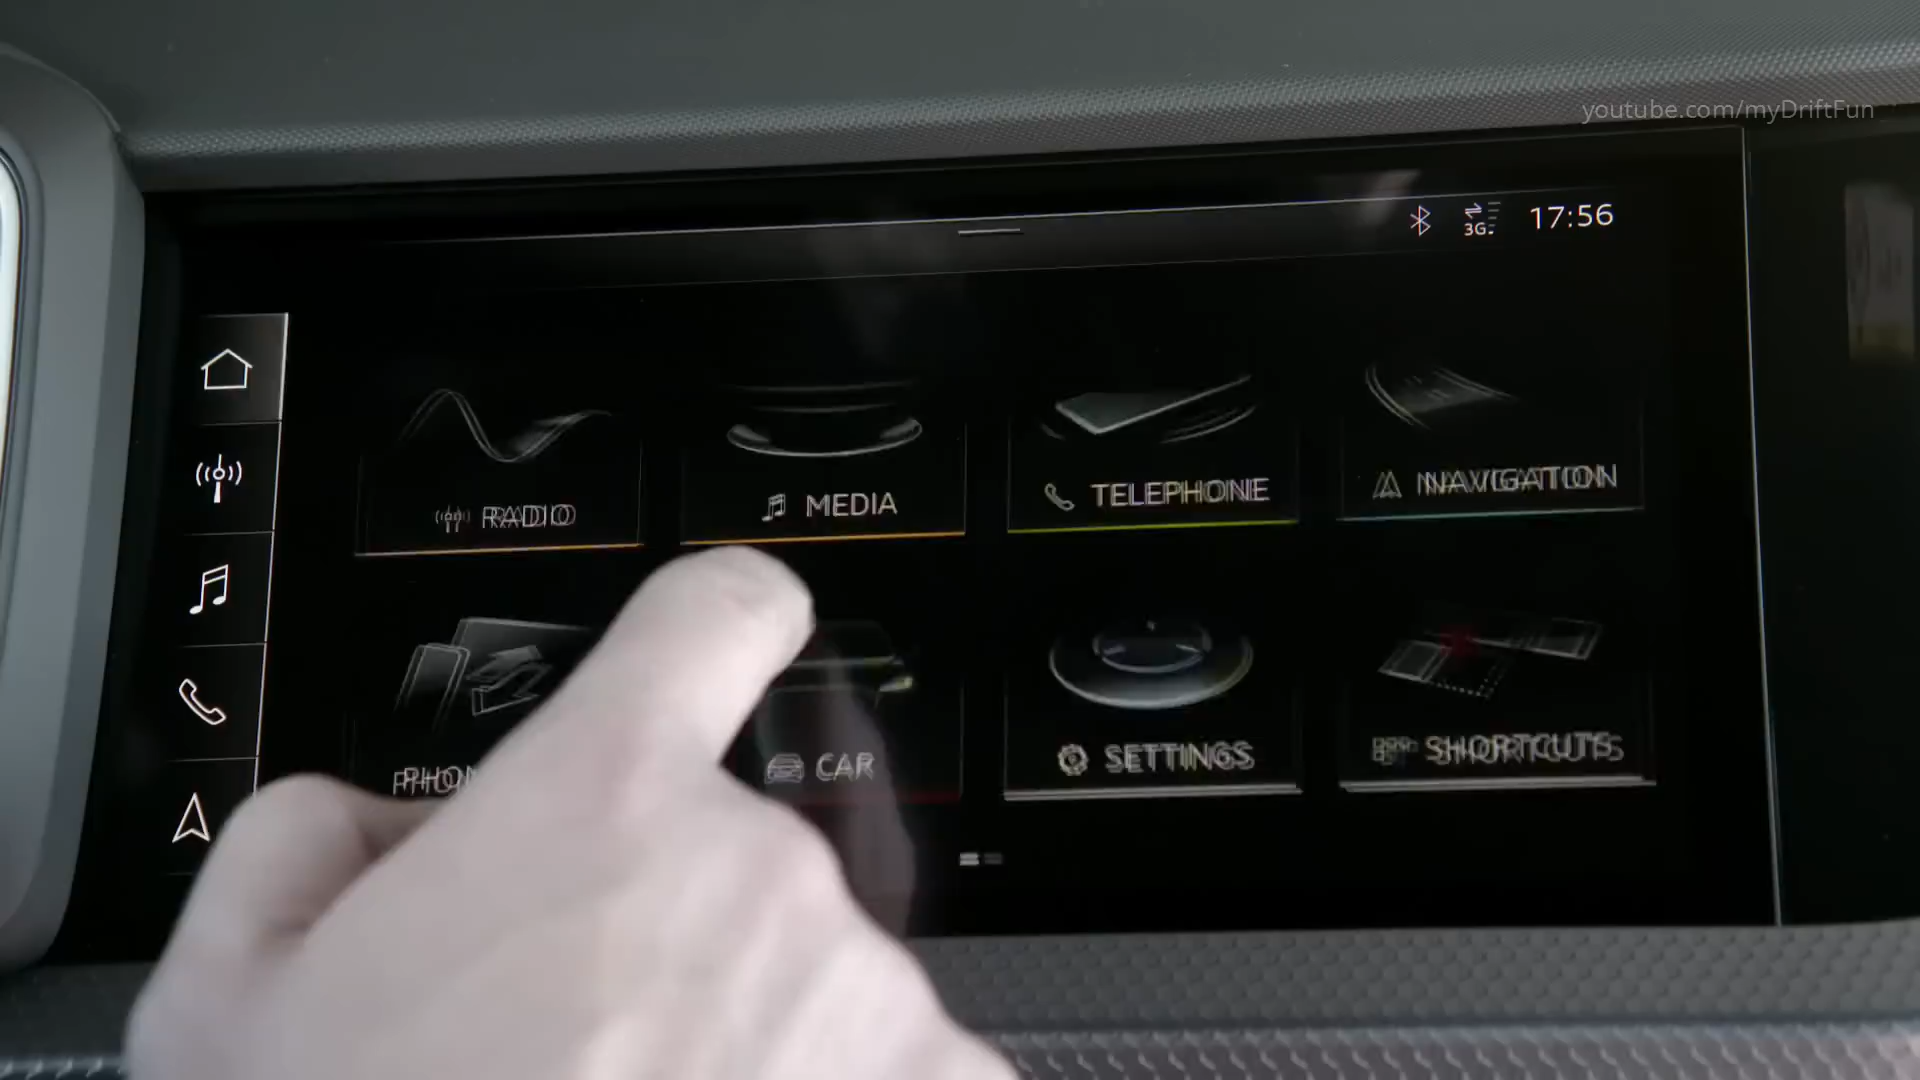 youtube.com/myDriftFun
3G
17:56
RADIO
MEDIA
TELEPHONE
NAVIGATION
CAR
SETTINGS
SHORTCUTS